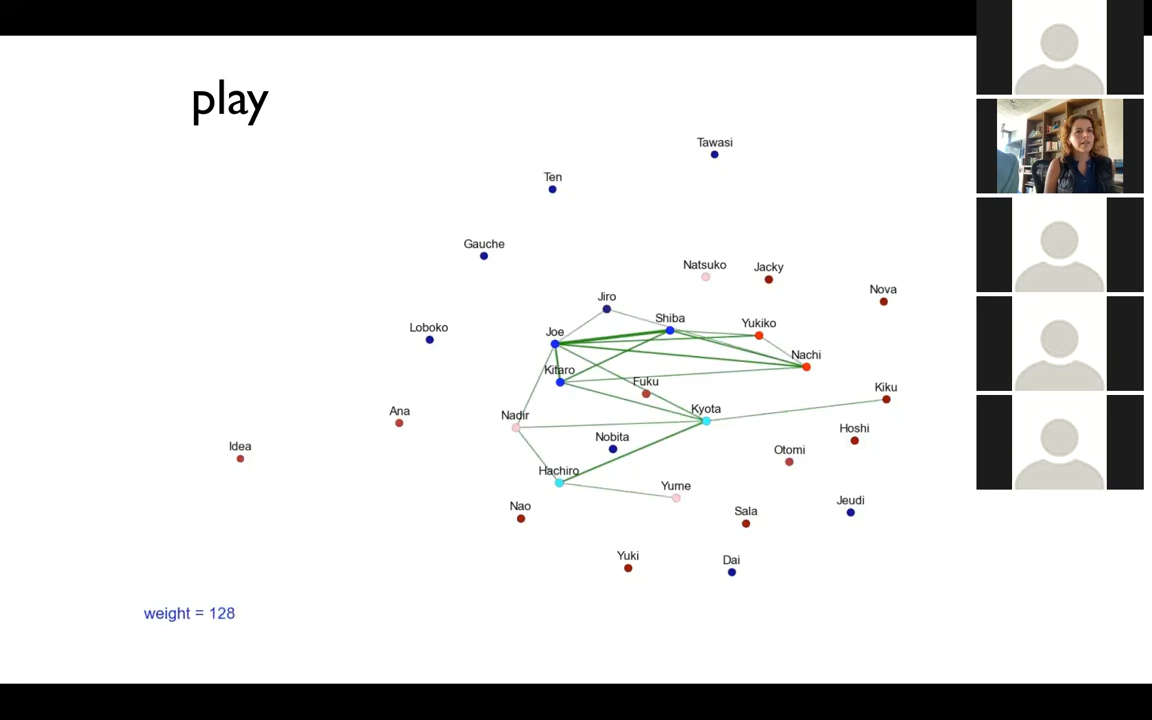 play
Tawasi
Ten
Gauche
Natsuko
Jacky
Nova
Jiro
Shiba
Yukiko
Loboko
Joe
Nachi
Kitaro
Fuku
Kiku
Ana
Nadir
Kyota
Hoshi
Idea
Nobita
Otomi
Hachiro
Yume
Nao
Sala
Jeudi
Yuki
Dai
weight = 128